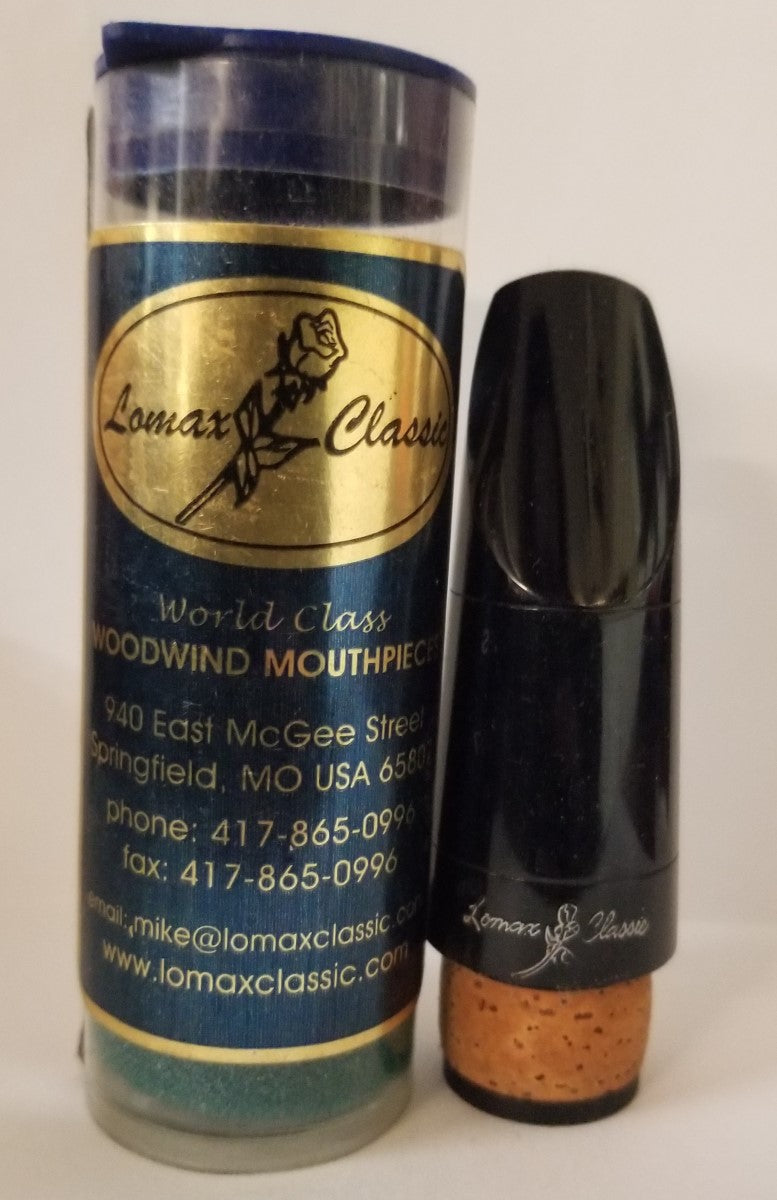 Lomax Classic
World Class
WOODWIND MOUTHPIECES
940 East McGee Street
Springfield, MO USA
phone: 417-865-0996
fax: 417-865-0996
email: mike@lomaxclassic.com
www.lomaxclassic.com
Lomax Classic